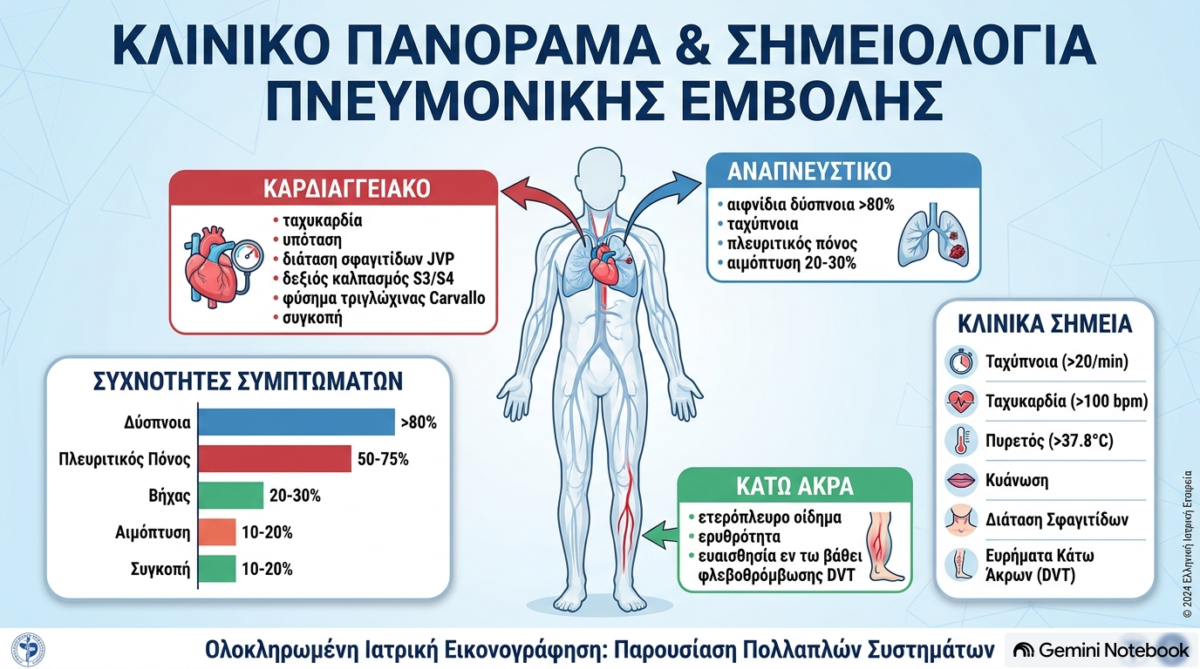 ΚΛΙΝΙΚΟ ΠΑΝΟΡΑΜΑ & ΣΗΜΕΙΟΛΟΓΙΑ
ΠΝΕΥΜΟΝΙΚΗΣ ΕΜΒΟΛΗΣ
ΚΑΡΔΙΑΓΓΕΙΑΚΟ
• ταχυκαρδία
• υπόταση
• διάταση σφαγιτίδων JVP
• δεξιός καλπασμός S3/S4
• φύσημα τριγλώχινας Carvallo
• συγκοπή
ΑΝΑΠΝΕΥΣΤΙΚΟ
• αιφνίδια δύσπνοια >80%
• ταχύπνοια
• πλευριτικός πόνος
• αιμόπτυση 20-30%
ΣΥΧΝΟΤΗΤΕΣ ΣΥΜΠΤΩΜΑΤΩΝ
Δύσπνοια >80%
Πλευριτικός Πόνος 50-75%
Βήχας 20-30%
Αιμόπτυση 10-20%
Συγκοπή 10-20%
ΚΑΤΩ ΑΚΡΑ
• ετερόπλευρο οίδημα
• ερυθρότητα
• ευαισθησία εν τω βάθει
φλεβοθρόμβωσης DVT
ΚΛΙΝΙΚΑ ΣΗΜΕΙΑ
Ταχύπνοια (>20/min)
Ταχυκαρδία (>100 bpm)
Πυρετός (>37.8°C)
Κυάνωση
Διάταση Σφαγιτίδων
Ευρήματα Κάτω
Άκρων (DVT)
© 2024 Ελληνική Ιατρική Εταιρεία
Ολοκληρωμένη Ιατρική Εικονογράφηση: Παρουσίαση Πολλαπλών Συστημάτων
Gemini Notebook